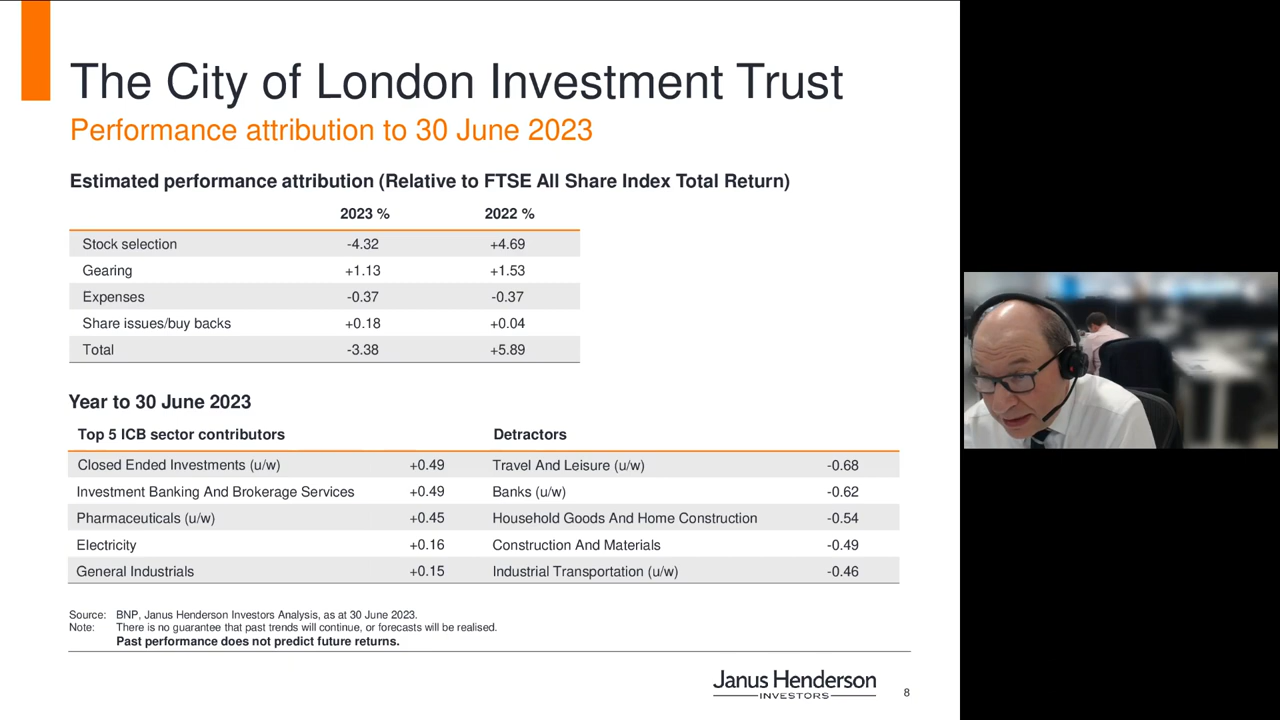 The City of London Investment Trust
Performance attribution to 30 June 2023
Estimated performance attribution (Relative to FTSE All Share Index Total Return)
2023 % 2022 %
Stock selection -4.32 +4.69
Gearing +1.13 +1.53
Expenses -0.37 -0.37
Share issues/buy backs +0.18 +0.04
Total -3.38 +5.89
Year to 30 June 2023
Top 5 ICB sector contributors Detractors
Closed Ended Investments (u/w) +0.49 Travel And Leisure (u/w) -0.68
Investment Banking And Brokerage Services +0.49 Banks (u/w) -0.62
Pharmaceuticals (u/w) +0.45 Household Goods And Home Construction -0.54
Electricity +0.16 Construction And Materials -0.49
General Industrials +0.15 Industrial Transportation (u/w) -0.46
Source: BNP, Janus Henderson Investors Analysis, as at 30 June 2023.
Note: There is no guarantee that past trends will continue, or forecasts will be realised.
Past performance does not predict future returns.
Janus Henderson
INVESTORS
8